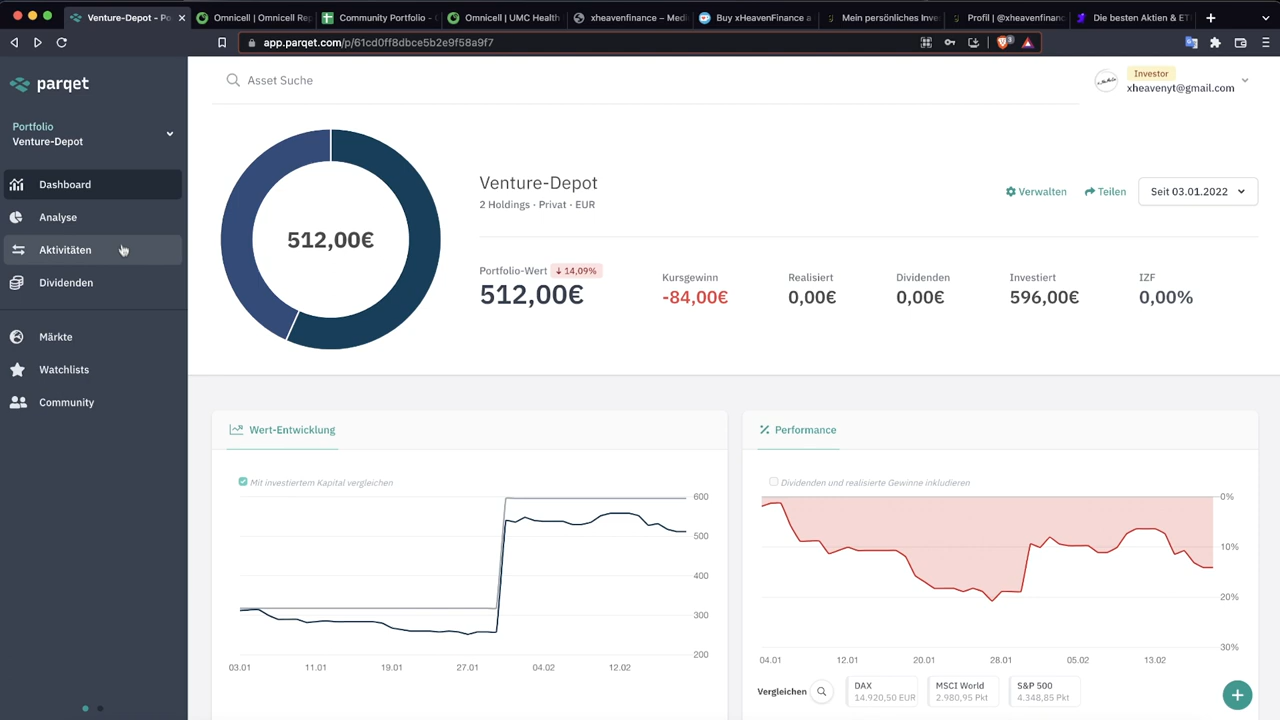 Venture-Depot - Po
Omnicell | Omnicell Rep
Community Portfolio - G
Omnicell | UMC Health
xheavenfinance – Medi
Buy xHeavenFinance a
Mein persönliches Inve
Profil | @xheavenfinanc
Die besten Aktien & ET
app.parqet.com/p/61cd0ff8dbce5b2e9f58a9f7
3
parqet
Asset Suche
Investor
xheavenyt@gmail.com
Portfolio
Venture-Depot
Dashboard
Analyse
Aktivitäten
Dividenden
Märkte
Watchlists
Community
512,00€
Venture-Depot
2 Holdings · Privat · EUR
Verwalten
Teilen
Seit 03.01.2022
Portfolio-Wert ↓ 14,09%
512,00€
Kursgewinn
-84,00€
Realisiert
0,00€
Dividenden
0,00€
Investiert
596,00€
IZF
0,00%
Wert-Entwicklung
Mit investiertem Kapital vergleichen
600
500
400
300
200
03.01 11.01 19.01 27.01 04.02 12.02
Performance
Dividenden und realisierte Gewinne inkludieren
0%
10%
20%
30%
04.01 12.01 20.01 28.01 05.02 13.02
Vergleichen
DAX
14.920,50 EUR
MSCI World
2.980,95 Pkt
S&P 500
4.348,85 Pkt